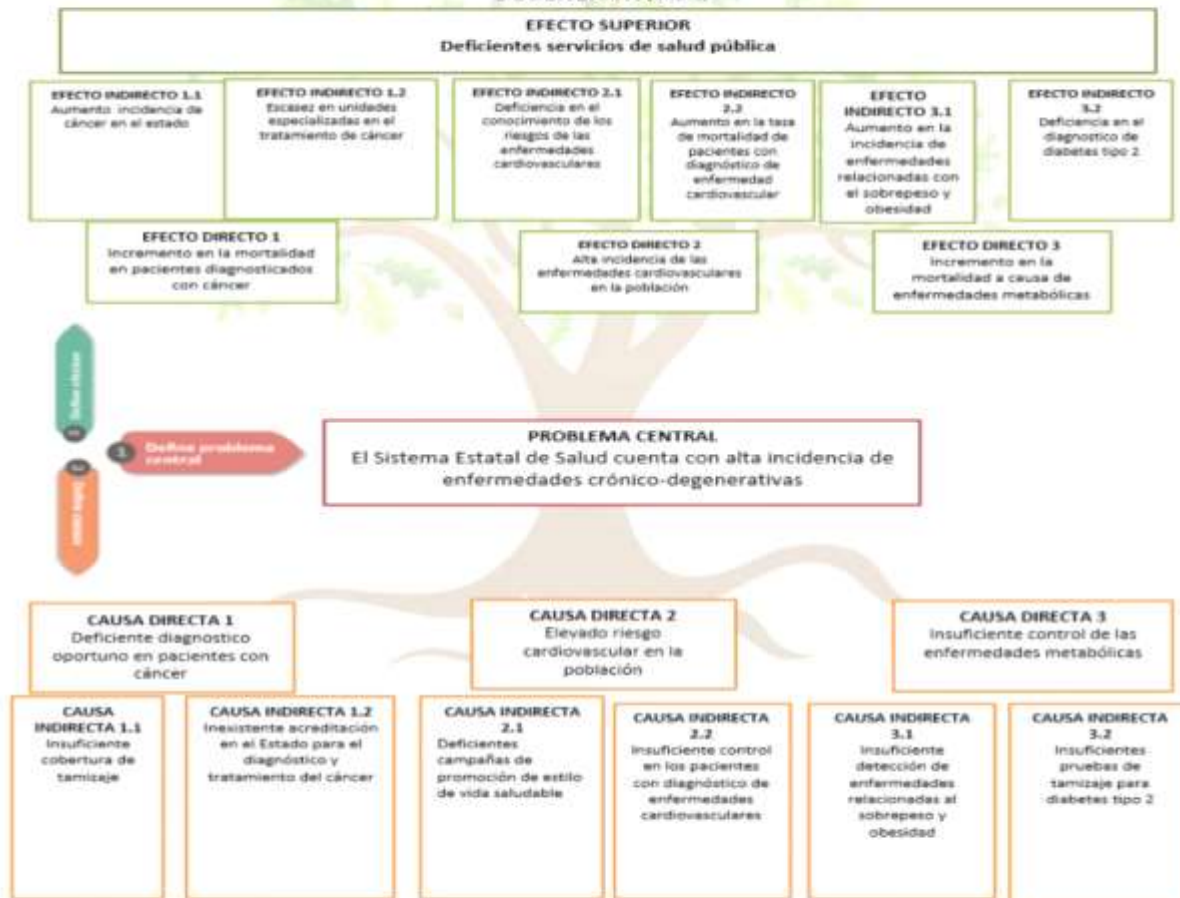 EFECTO SUPERIOR
Deficientes servicios de salud pública
EFECTO INDIRECTO 1.1
Aumento incidencia de
cáncer en el estado
EFECTO INDIRECTO 1.2
Escasez en unidades
especializadas en el
tratamiento de cáncer
EFECTO INDIRECTO 2.1
Deficiencia en el
conocimiento de los
riesgos de las
enfermedades
cardiovasculares
EFECTO INDIRECTO
2.2
Aumento en la tasa
de mortalidad de
pacientes con
diagnóstico de
enfermedad
cardiovascular
EFECTO
INDIRECTO 3.1
Aumento en la
incidencia de
enfermedades
relacionadas con
el sobrepeso y
obesidad
EFECTO INDIRECTO
3.2
Deficiencia en el
diagnostico de
diabetes tipo 2
EFECTO DIRECTO 1
Incremento en la mortalidad
en pacientes diagnosticados
con cáncer
EFECTO DIRECTO 2
Alta incidencia de las
enfermedades cardiovasculares
en la población
EFECTO DIRECTO 3
Incremento en la
mortalidad a causa de
enfermedades metabólicas
1
Define problema
central
PROBLEMA CENTRAL
El Sistema Estatal de Salud cuenta con alta incidencia de
enfermedades crónico-degenerativas
CAUSA DIRECTA 1
Deficiente diagnostico
oportuno en pacientes con
cáncer
CAUSA DIRECTA 2
Elevado riesgo
cardiovascular en la
población
CAUSA DIRECTA 3
Insuficiente control de las
enfermedades metabólicas
CAUSA
INDIRECTA 1.1
Insuficiente
cobertura de
tamizaje
CAUSA INDIRECTA 1.2
Inexistente acreditación
en el Estado para el
diagnóstico y
tratamiento del cáncer
CAUSA INDIRECTA
2.1
Deficientes
campañas de
promoción de estilo
de vida saludable
CAUSA INDIRECTA
2.2
Insuficiente control
en los pacientes
con diagnóstico de
enfermedades
cardiovasculares
CAUSA INDIRECTA
3.1
Insuficiente
detección de
enfermedades
relacionadas al
sobrepeso y
obesidad
CAUSA INDIRECTA
3.2
Insuficientes
pruebas de
tamizaje para
diabetes tipo 2